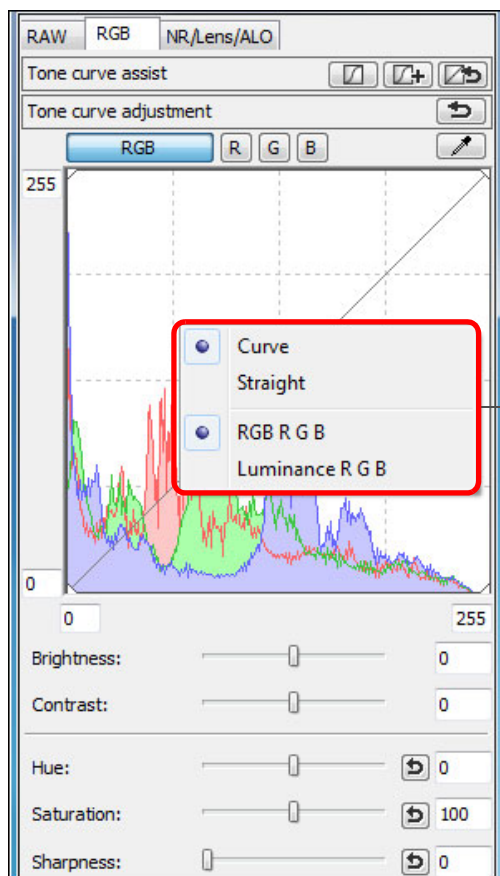 RAW RGB NR/Lens/ALO
Tone curve assist
Tone curve adjustment
RGB R G B
255
Curve
Straight
RGB R G B
Luminance R G B
0
0 255
Brightness: 0
Contrast: 0
Hue: 0
Saturation: 100
Sharpness: 0